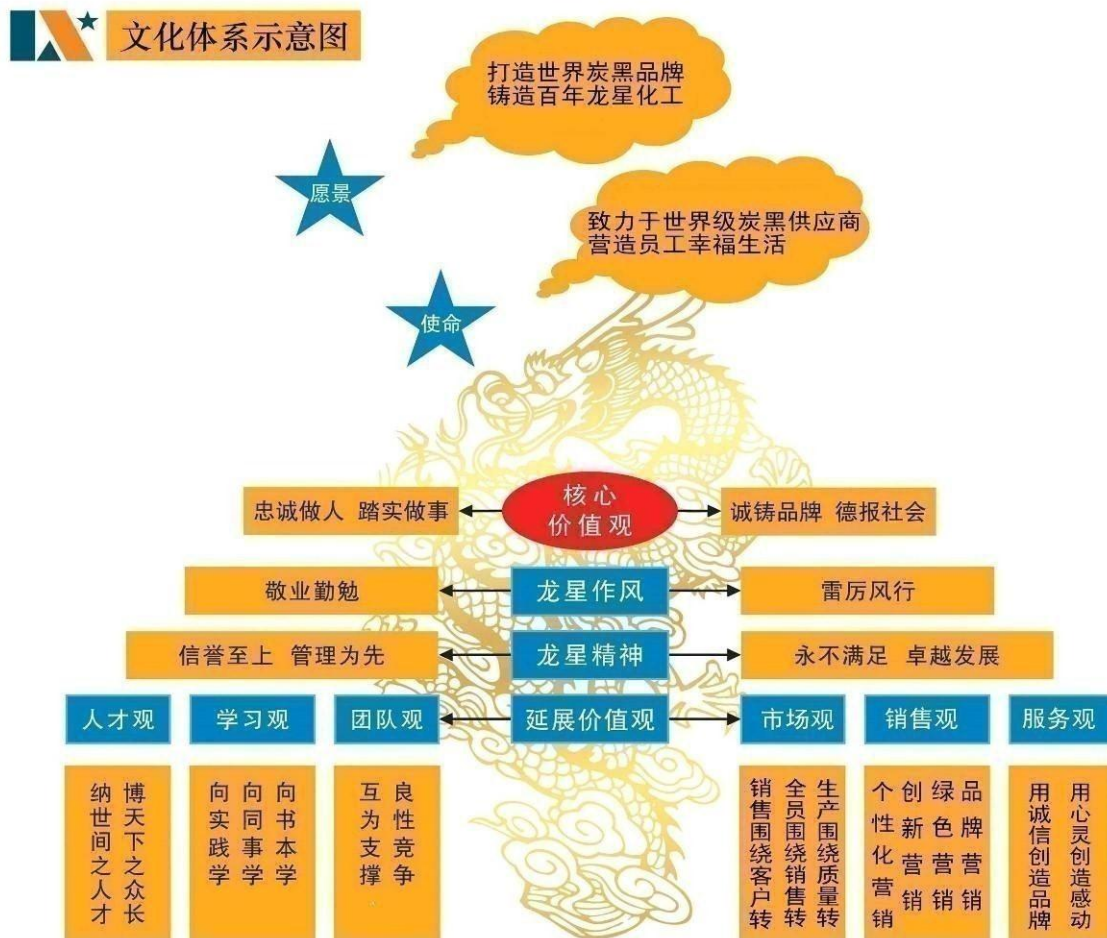 文化体系示意图
打造世界炭黑品牌
铸造百年龙星化工
愿景
致力于世界级炭黑供应商
营造员工幸福生活
使命
忠诚做人 踏实做事
核心
价值观
诚铸品牌 德报社会
敬业勤勉
龙星作风
雷厉风行
信誉至上 管理为先
龙星精神
永不满足 卓越发展
人才观
学习观
团队观
延展价值观
市场观
销售观
服务观
博天下之众长
纳世间之人才
向书本学
向同事学
向实践学
良性竞争
互为支撑
生产围绕质量转
全员围绕销售转
销售围绕客户转
品牌营销
绿色营销
创新营销
个性化营销
用心灵创造感动
用诚信创造品牌